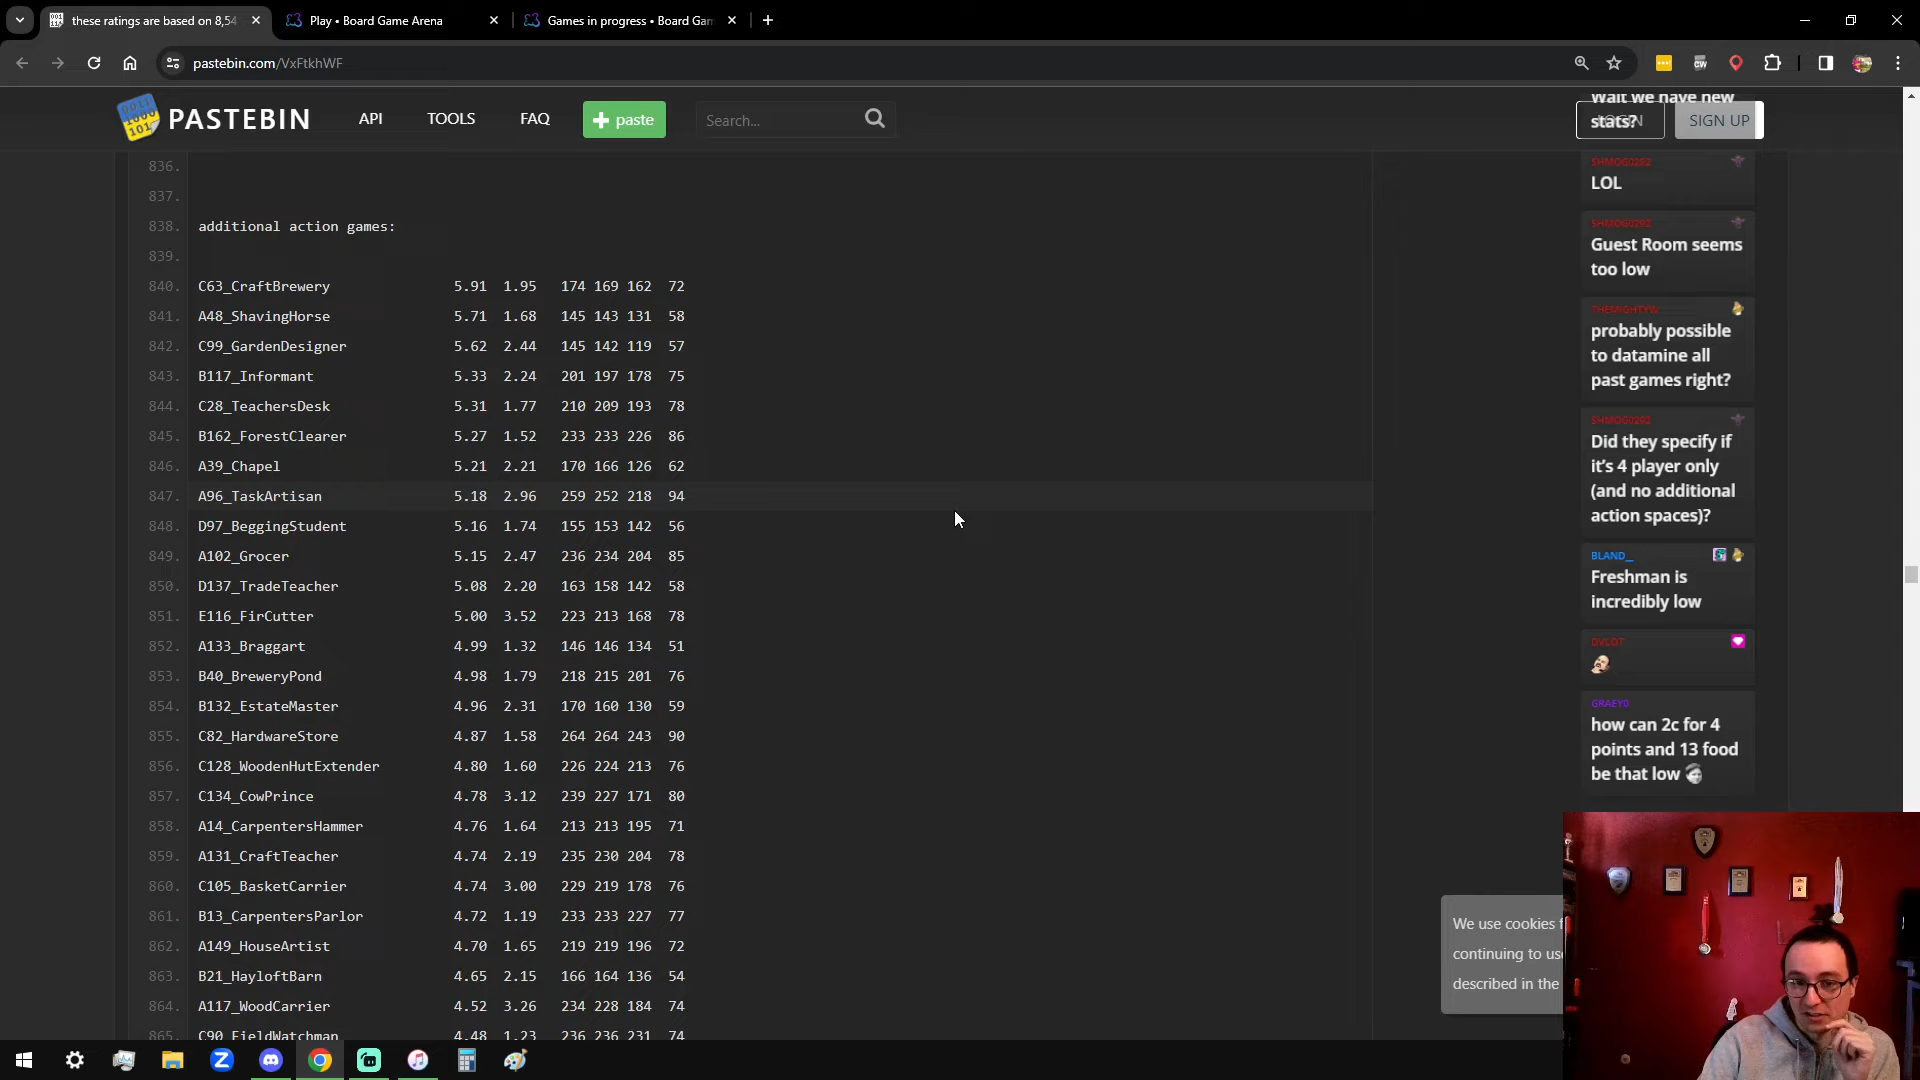 these ratings are based on 8,54
Play • Board Game Arena
Games in progress • Board Gam
pastebin.com/VxFtkhWF
PASTEBIN
API
TOOLS
FAQ
paste
Search...
LOGIN
SIGN UP
836.
837.
838. additional action games:
839.
840. C63_CraftBrewery 5.91 1.95 174 169 162 72
841. A48_ShavingHorse 5.71 1.68 145 143 131 58
842. C99_GardenDesigner 5.62 2.44 145 142 119 57
843. B117_Informant 5.33 2.24 201 197 178 75
844. C28_TeachersDesk 5.31 1.77 210 209 193 78
845. B162_ForestClearer 5.27 1.52 233 233 226 86
846. A39_Chapel 5.21 2.21 170 166 126 62
847. A96_TaskArtisan 5.18 2.96 259 252 218 94
848. D97_BeggingStudent 5.16 1.74 155 153 142 56
849. A102_Grocer 5.15 2.47 236 234 204 85
850. D137_TradeTeacher 5.08 2.20 163 158 142 58
851. E116_FirCutter 5.00 3.52 223 213 168 78
852. A133_Braggart 4.99 1.32 146 146 134 51
853. B40_BreweryPond 4.98 1.79 218 215 201 76
854. B132_EstateMaster 4.96 2.31 170 160 130 59
855. C82_HardwareStore 4.87 1.58 264 264 243 90
856. C128_WoodenHutExtender 4.80 1.60 226 224 213 76
857. C134_CowPrince 4.78 3.12 239 227 171 80
858. A14_CarpentersHammer 4.76 1.64 213 213 195 71
859. A131_CraftTeacher 4.74 2.19 235 230 204 78
860. C105_BasketCarrier 4.74 3.00 229 219 178 76
861. B13_CarpentersParlor 4.72 1.19 233 233 227 77
862. A149_HouseArtist 4.70 1.65 219 219 196 72
863. B21_HayloftBarn 4.65 2.15 166 164 136 54
864. A117_WoodCarrier 4.52 3.26 234 228 184 74
865. C90_FieldWatchman 4.48 1.23 236 236 231 74
Wait we have new
stats?
SHMOG0292
LOL
SHMOG0292
Guest Room seems
too low
THEMIGHTYW
probably possible
to datamine all
past games right?
SHMOG0292
Did they specify if
it's 4 player only
(and no additional
action spaces)?
BLAND__
Freshman is
incredibly low
DVLOT
GRAEY0
how can 2c for 4
points and 13 food
be that low
We use cookies f
continuing to us
described in the